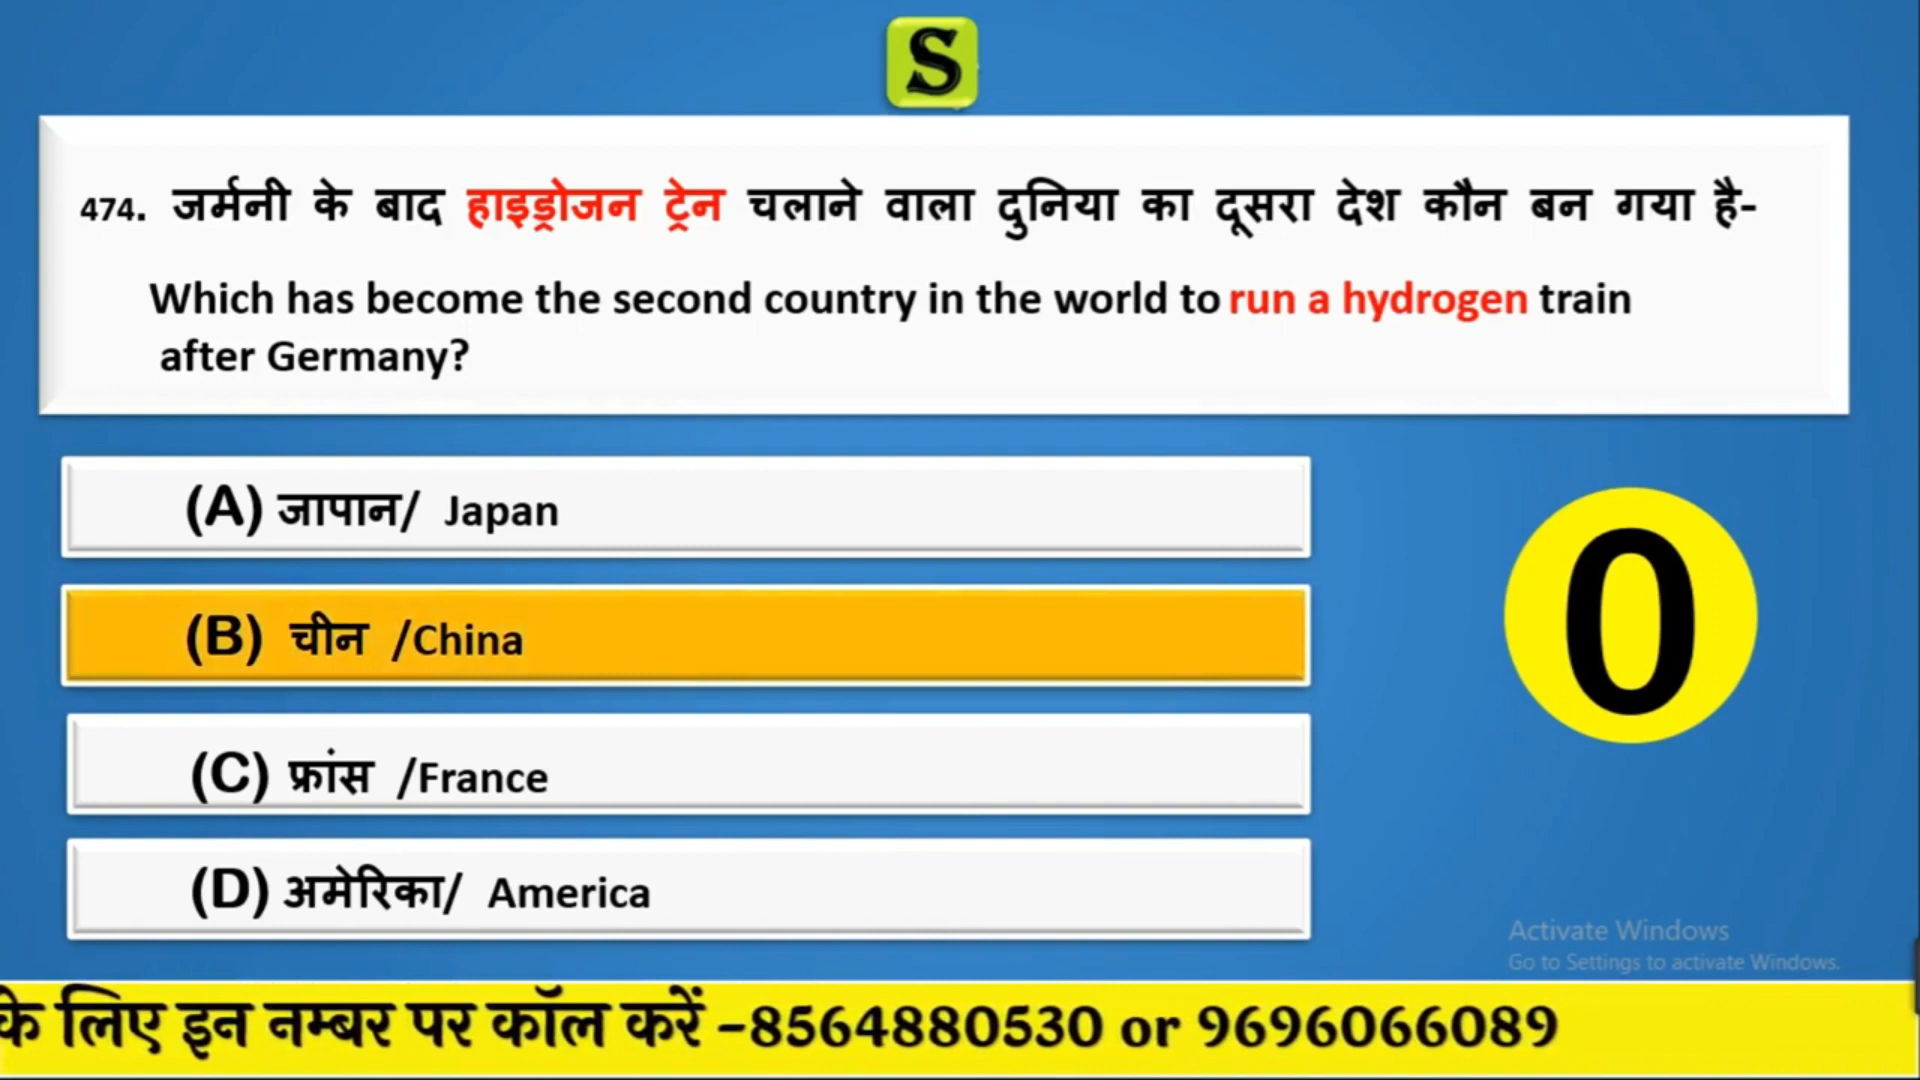 S
474. जर्मनी के बाद हाइड्रोजन ट्रेन चलाने वाला दुनिया का दूसरा देश कौन बन गया है-
Which has become the second country in the world to run a hydrogen train
after Germany?
(A) जापान/ Japan
(B) चीन /China
(C) फ्रांस /France
(D) अमेरिका/ America
0
Activate Windows
Go to Settings to activate Windows.
के लिए इन नम्बर पर कॉल करें -8564880530 or 9696066089